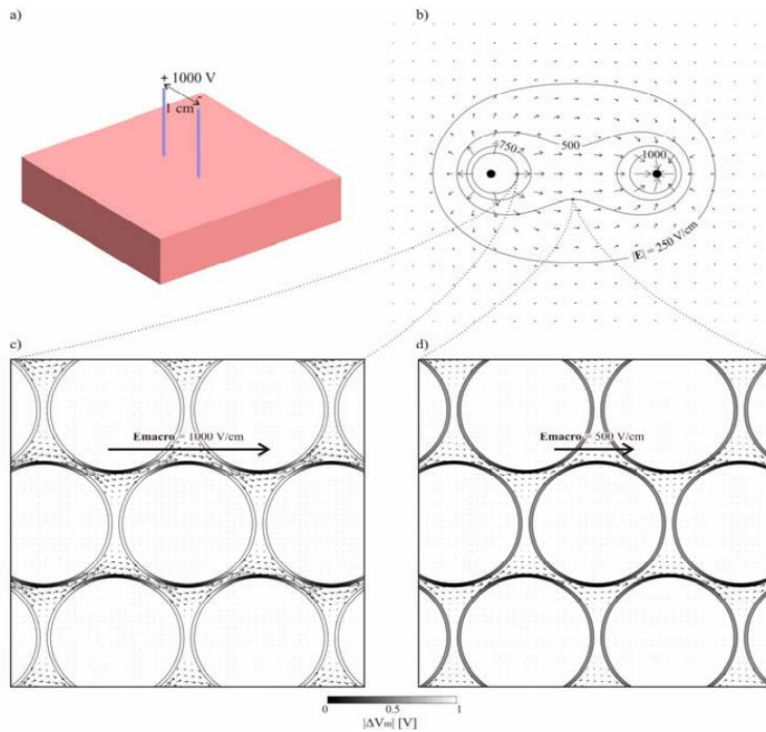 a)
+ 1000 V
-
1 cm
b)
750
500
1000
|E| = 250 V/cm
c)
Emacro = 1000 V/cm
d)
Emacro = 500 V/cm
0 0.5 1
|ΔVm| [V]